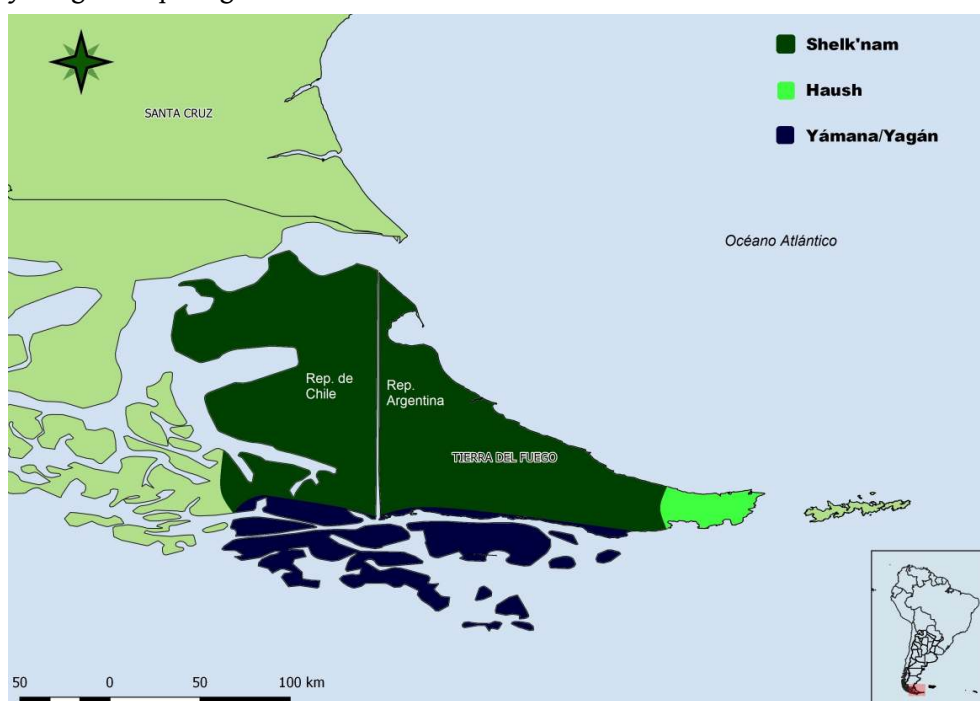 SANTA CRUZ
Shelk'nam
Haush
Yámana/Yagán
Océano Atlántico
Rep. de
Chile
Rep.
Argentina
TIERRA DEL FUEGO
50 0 50 100 km